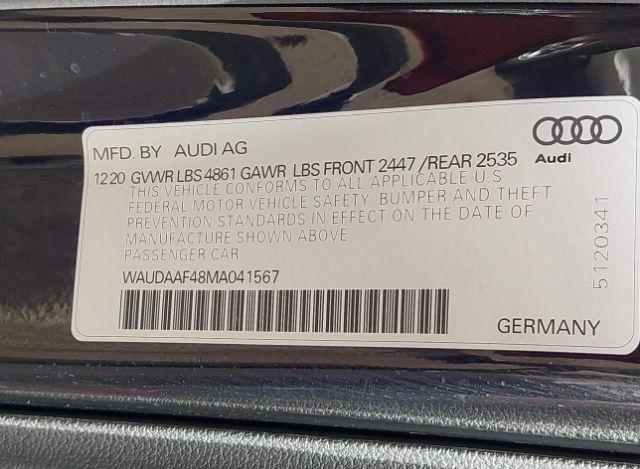 MFD. BY AUDI AG
12 20 GVWR LBS 4861 GAWR LBS FRONT 2447 / REAR 2535
THIS VEHICLE CONFORMS TO ALL APPLICABLE U.S.
FEDERAL MOTOR VEHICLE SAFETY, BUMPER AND THEFT
PREVENTION STANDARDS IN EFFECT ON THE DATE OF
MANUFACTURE SHOWN ABOVE
PASSENGER CAR
WAUDAAF48MA041567
GERMANY
Audi
5120341